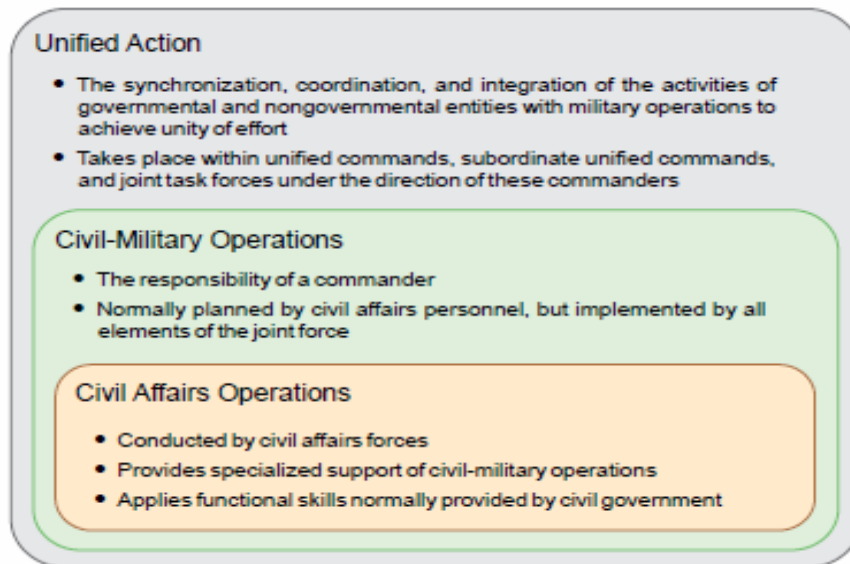 Unified Action
• The synchronization, coordination, and integration of the activities of
governmental and nongovernmental entities with military operations to
achieve unity of effort
• Takes place within unified commands, subordinate unified commands,
and joint task forces under the direction of these commanders
Civil-Military Operations
• The responsibility of a commander
• Normally planned by civil affairs personnel, but implemented by all
elements of the joint force
Civil Affairs Operations
• Conducted by civil affairs forces
• Provides specialized support of civil-military operations
• Applies functional skills normally provided by civil government